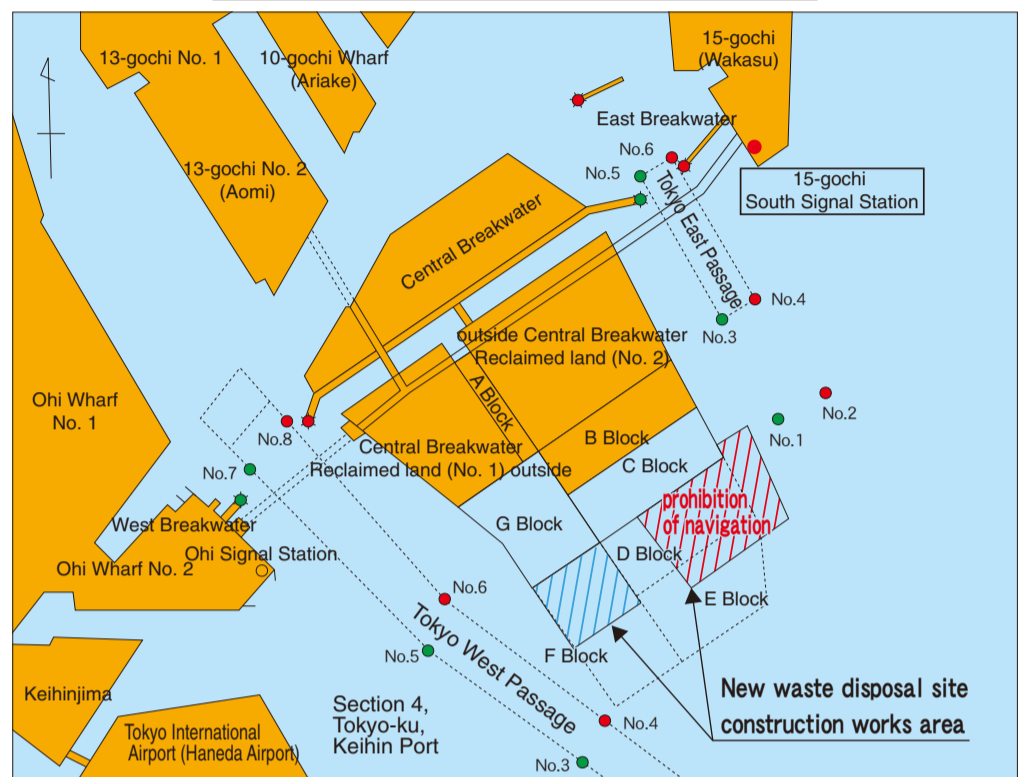 13-gochi No. 1
10-gochi Wharf
(Ariake)
15-gochi
(Wakasu)
East Breakwater
No.6
No.5
13-gochi No. 2
(Aomi)
15-gochi
South Signal Station
Tokyo East Passage
Central Breakwater
No.4
No.3
outside Central Breakwater
Reclaimed land (No. 2)
A Block
Ohi Wharf
No. 1
No.2
No.1
No.8
B Block
Central Breakwater
Reclaimed land (No. 1) outside
C Block
No.7
prohibition
of navigation
G Block
West Breakwater
Ohi Signal Station
D Block
Ohi Wharf No. 2
No.6
E Block
Tokyo West Passage
No.5
F Block
Keihinjima
New waste disposal site
construction works area
Section 4,
Tokyo-ku,
Keihin Port
No.4
Tokyo International
Airport (Haneda Airport)
No.3